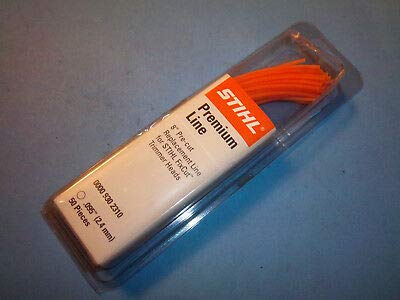 STIHL
Premium
Line
8" Pre-cut
Replacement Line
for STIHL FixCut™
Trimmer Heads
0000 930 2310
.095" (2.4 mm)
50 Pieces